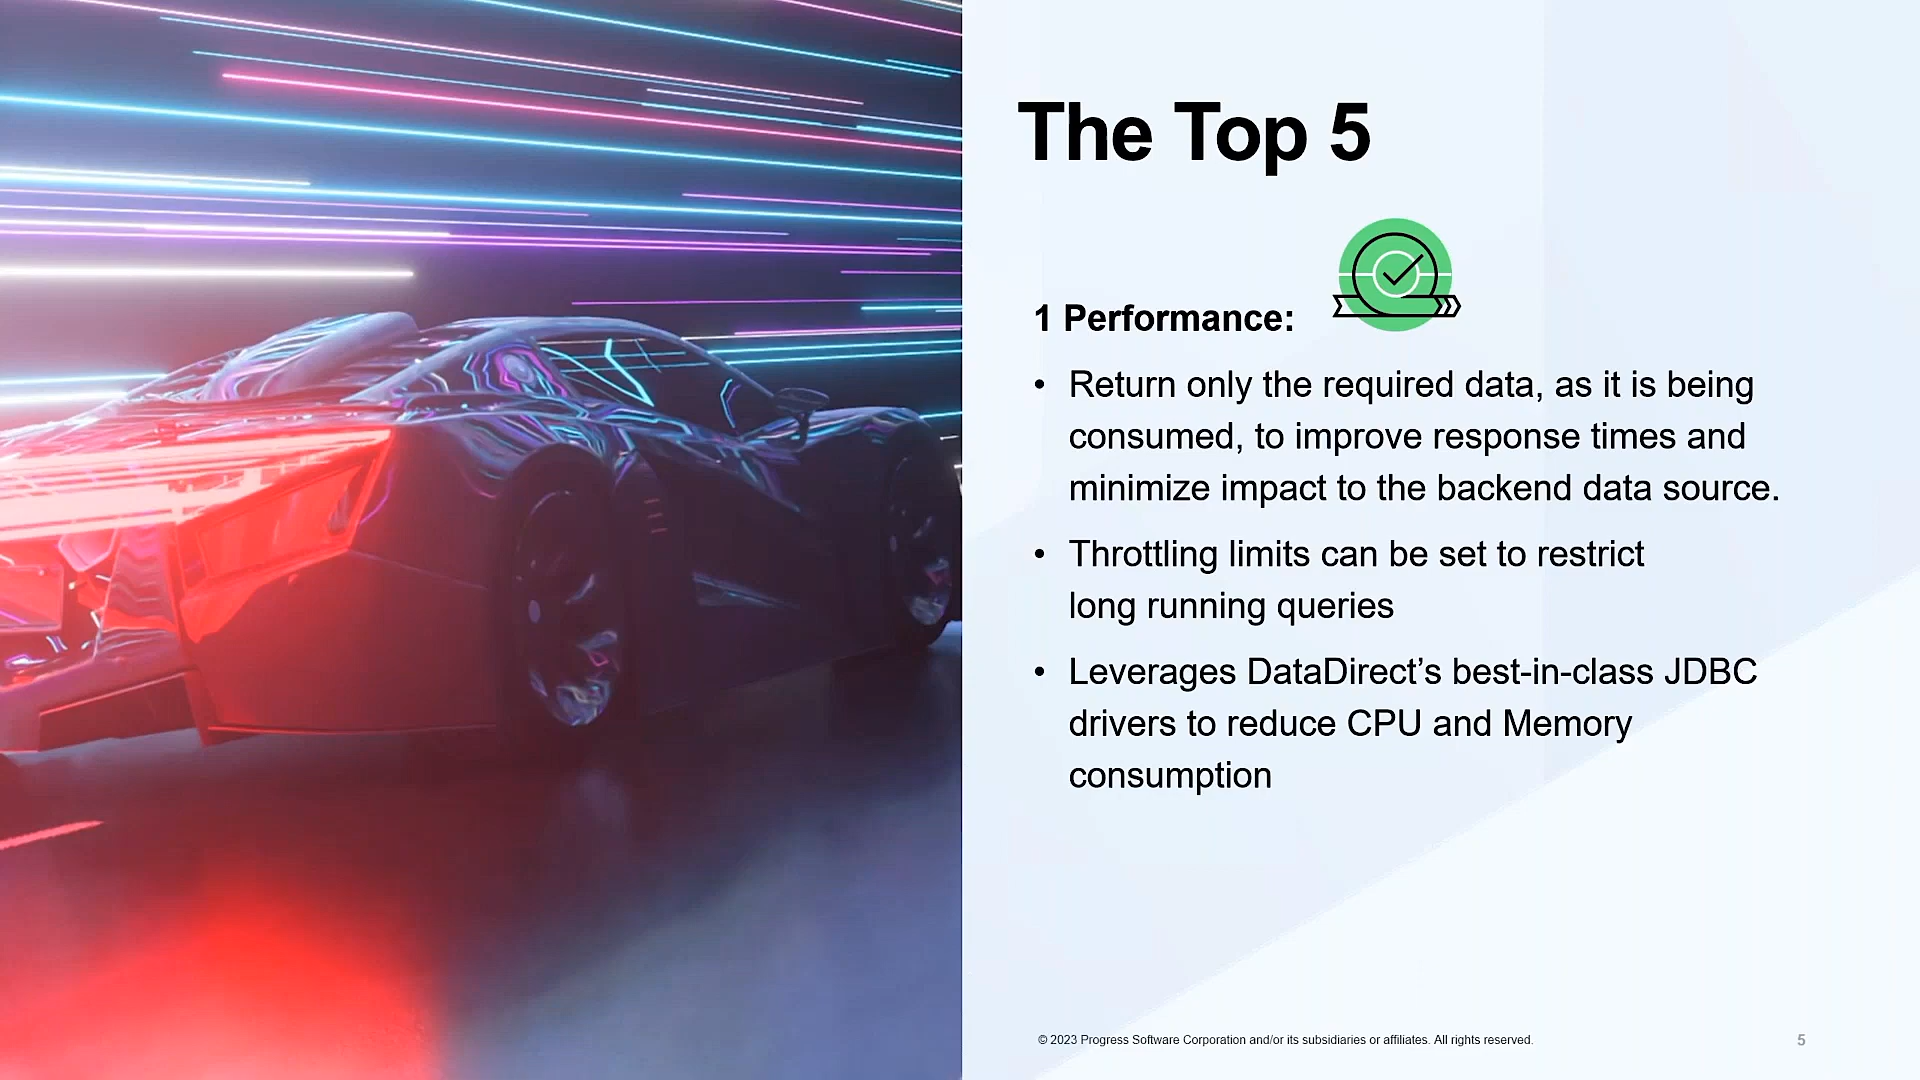 The Top 5
1 Performance:
• Return only the required data, as it is being
consumed, to improve response times and
minimize impact to the backend data source.
• Throttling limits can be set to restrict
long running queries
• Leverages DataDirect’s best-in-class JDBC
drivers to reduce CPU and Memory
consumption
© 2023 Progress Software Corporation and/or its subsidiaries or affiliates. All rights reserved.
5